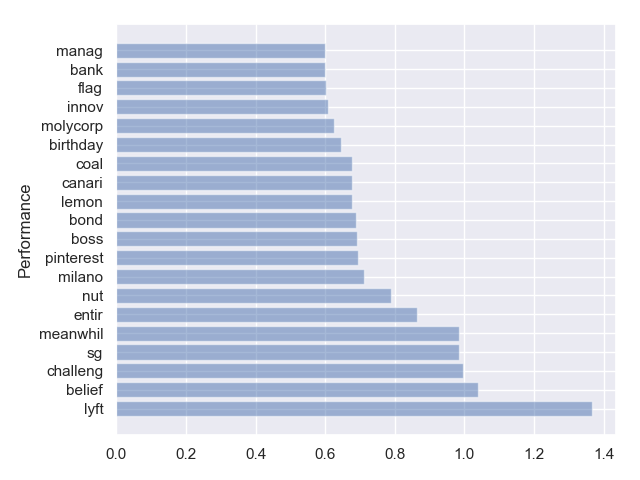 manag
bank
flag
innov
molycorp
birthday
coal
canari
lemon
bond
boss
pinterest
milano
nut
entir
meanwhil
sg
challeng
belief
lyft
Performance
0.0 0.2 0.4 0.6 0.8 1.0 1.2 1.4